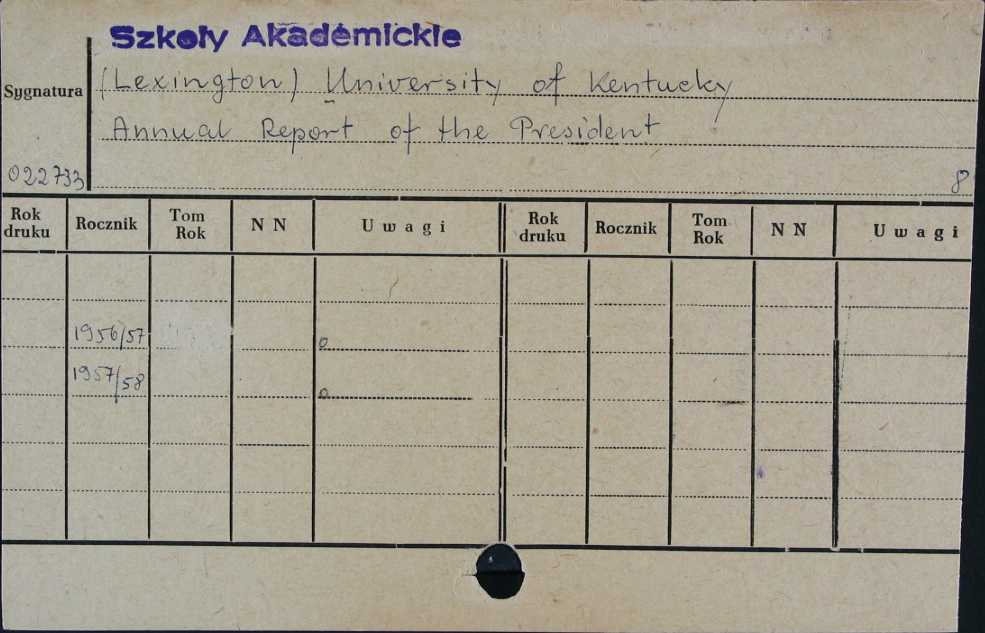 Szkoły Akademickie
Sygnatura
(Lexington) University of Kentucky
Annual Report of the President
022733
8
Rok druku Rocznik Tom Rok N N Uwagi Rok druku Rocznik Tom Rok N N Uwagi
1956/57 o
1957/58 o